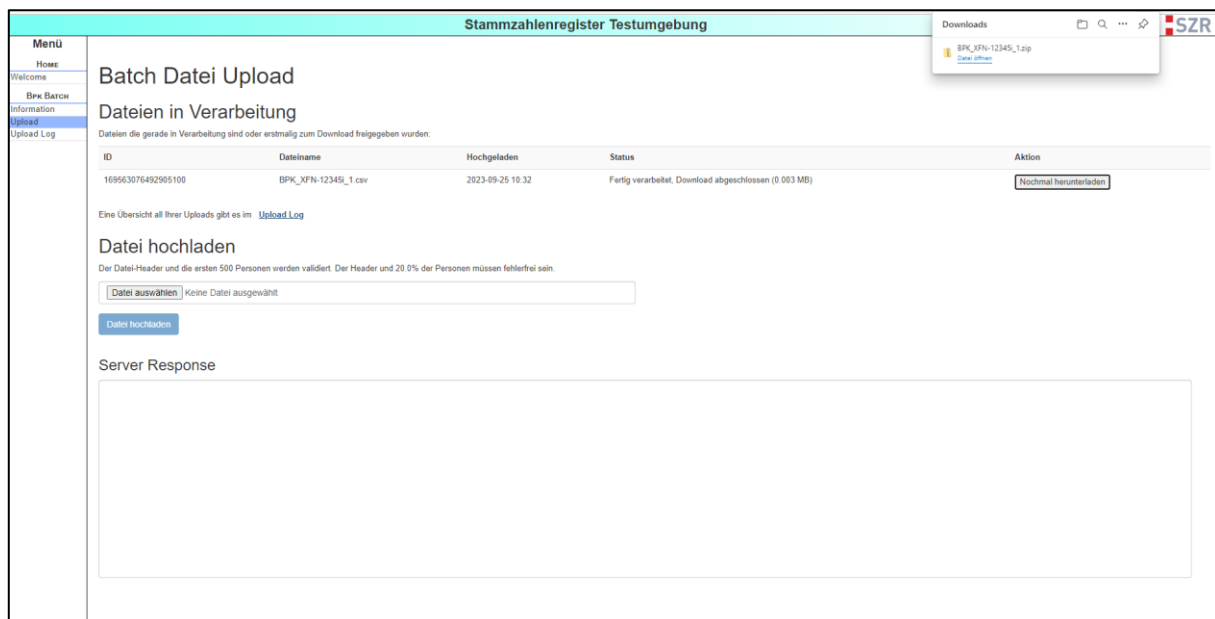 Stammzahlenregister Testumgebung
SZR
Downloads
BPK_XFN-12345i_1.zip
Datei öffnen
Menü
Home
Welcome
Bpk Batch
Information
Upload
Upload Log
Batch Datei Upload
Dateien in Verarbeitung
Dateien die gerade in Verarbeitung sind oder erstmalig zum Download freigegeben wurden:
ID Dateiname Hochgeladen Status Aktion
169563076492905100 BPK_XFN-12345i_1.csv 2023-09-25 10:32 Fertig verarbeitet, Download abgeschlossen (0.003 MB) Nochmal herunterladen
Eine Übersicht all Ihrer Uploads gibt es im Upload Log
Datei hochladen
Der Datei-Header und die ersten 500 Personen werden validiert. Der Header und 20.0% der Personen müssen fehlerfrei sein.
Datei auswählen Keine Datei ausgewählt
Datei hochladen
Server Response